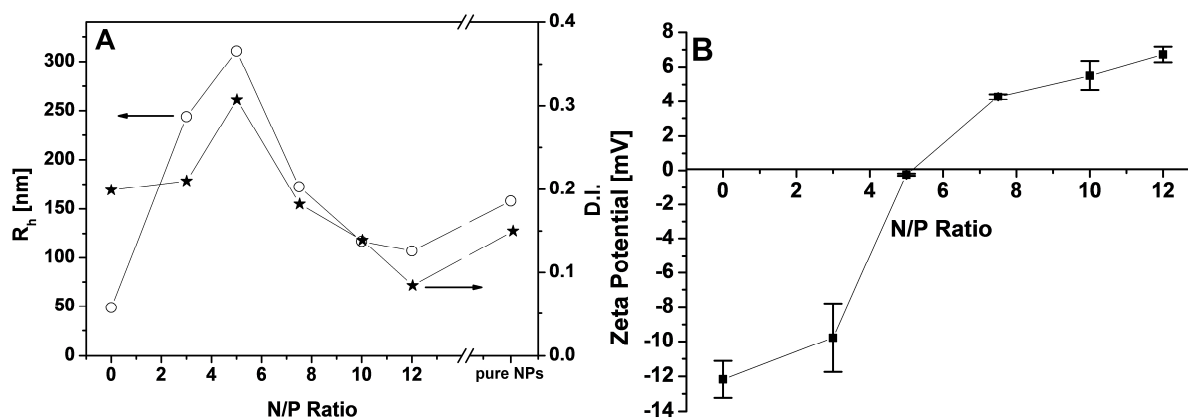 A
R_h [nm]
300
250
200
150
100
50
0
0 2 4 6 8 10 12 pure NPs
N/P Ratio
0.4
0.3
0.2
0.1
0.0
D.I.
B
Zeta Potential [mV]
8
6
4
2
0
-2
-4
-6
-8
-10
-12
-14
0 2 4 6 8 10 12
N/P Ratio